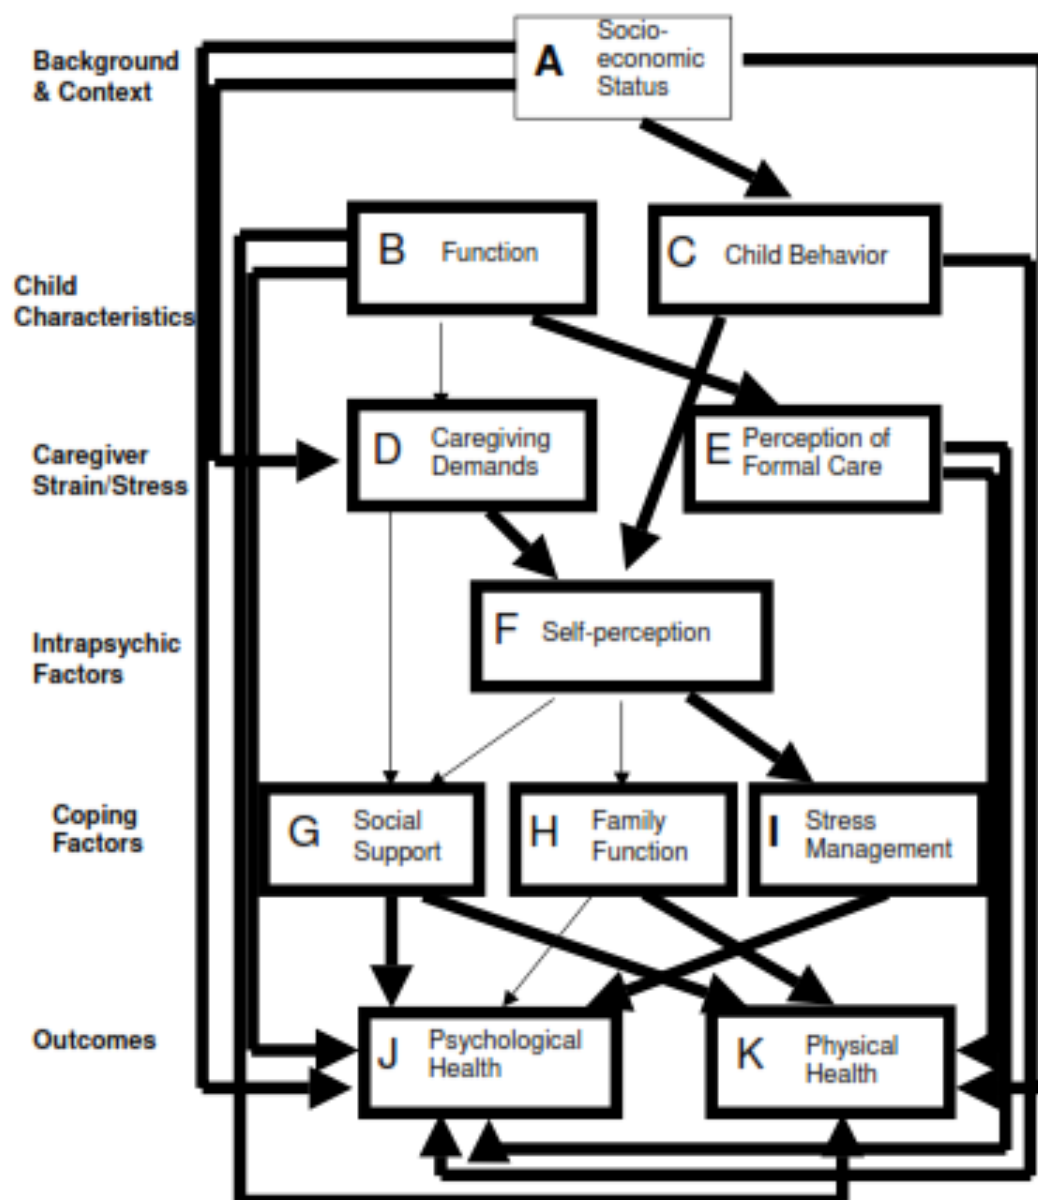 Background
& Context
A
Socio-
economic
Status
B
Function
C
Child Behavior
Child
Characteristics
Caregiver
Strain/Stress
D
Caregiving
Demands
E
Perception of
Formal Care
Intrapsychic
Factors
F
Self-perception
Coping
Factors
G
Social
Support
H
Family
Function
I
Stress
Management
Outcomes
J
Psychological
Health
K
Physical
Health